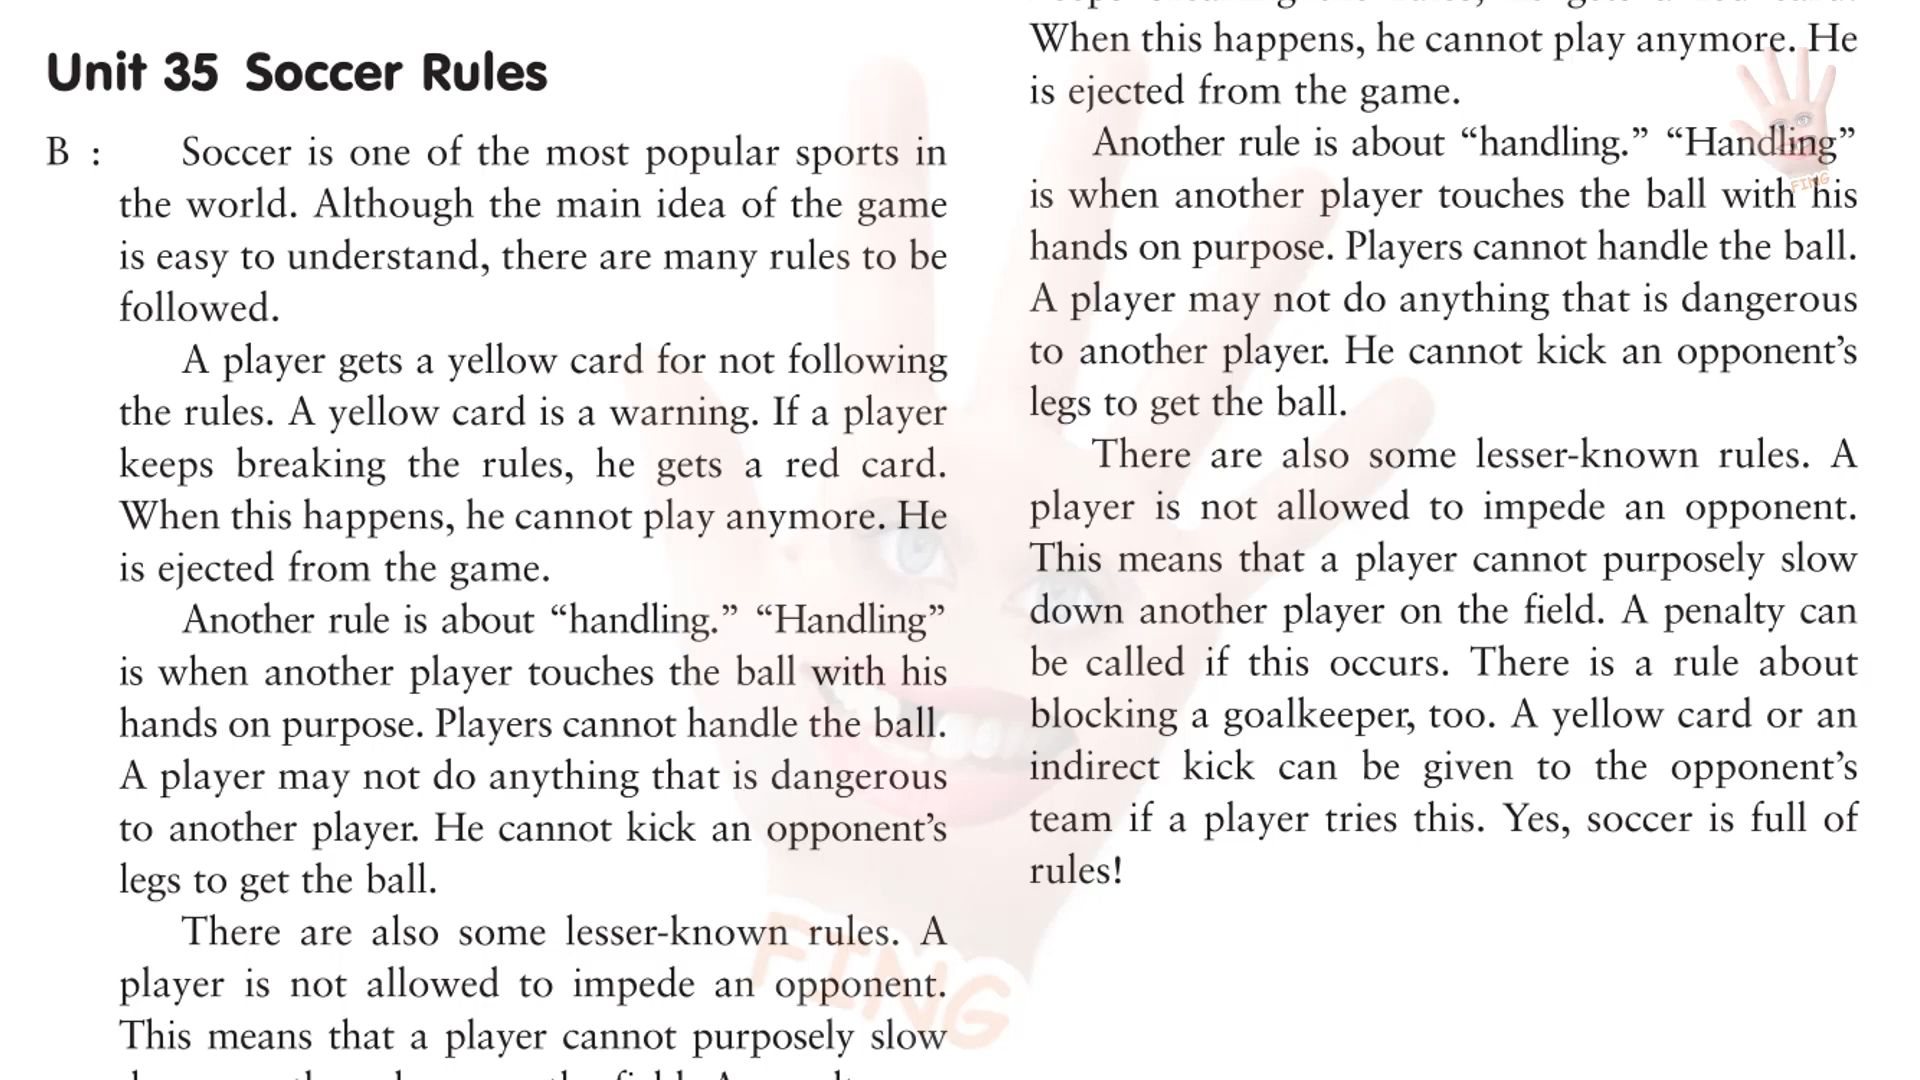 Unit 35 Soccer Rules
B : Soccer is one of the most popular sports in
the world. Although the main idea of the game
is easy to understand, there are many rules to be
followed.
A player gets a yellow card for not following
the rules. A yellow card is a warning. If a player
keeps breaking the rules, he gets a red card.
When this happens, he cannot play anymore. He
is ejected from the game.
Another rule is about “handling.” “Handling”
is when another player touches the ball with his
hands on purpose. Players cannot handle the ball.
A player may not do anything that is dangerous
to another player. He cannot kick an opponent’s
legs to get the ball.
There are also some lesser-known rules. A
player is not allowed to impede an opponent.
This means that a player cannot purposely slow
When this happens, he cannot play anymore. He
is ejected from the game.
Another rule is about “handling.” “Handling”
is when another player touches the ball with his
hands on purpose. Players cannot handle the ball.
A player may not do anything that is dangerous
to another player. He cannot kick an opponent’s
legs to get the ball.
There are also some lesser-known rules. A
player is not allowed to impede an opponent.
This means that a player cannot purposely slow
down another player on the field. A penalty can
be called if this occurs. There is a rule about
blocking a goalkeeper, too. A yellow card or an
indirect kick can be given to the opponent’s
team if a player tries this. Yes, soccer is full of
rules!
FING
FING